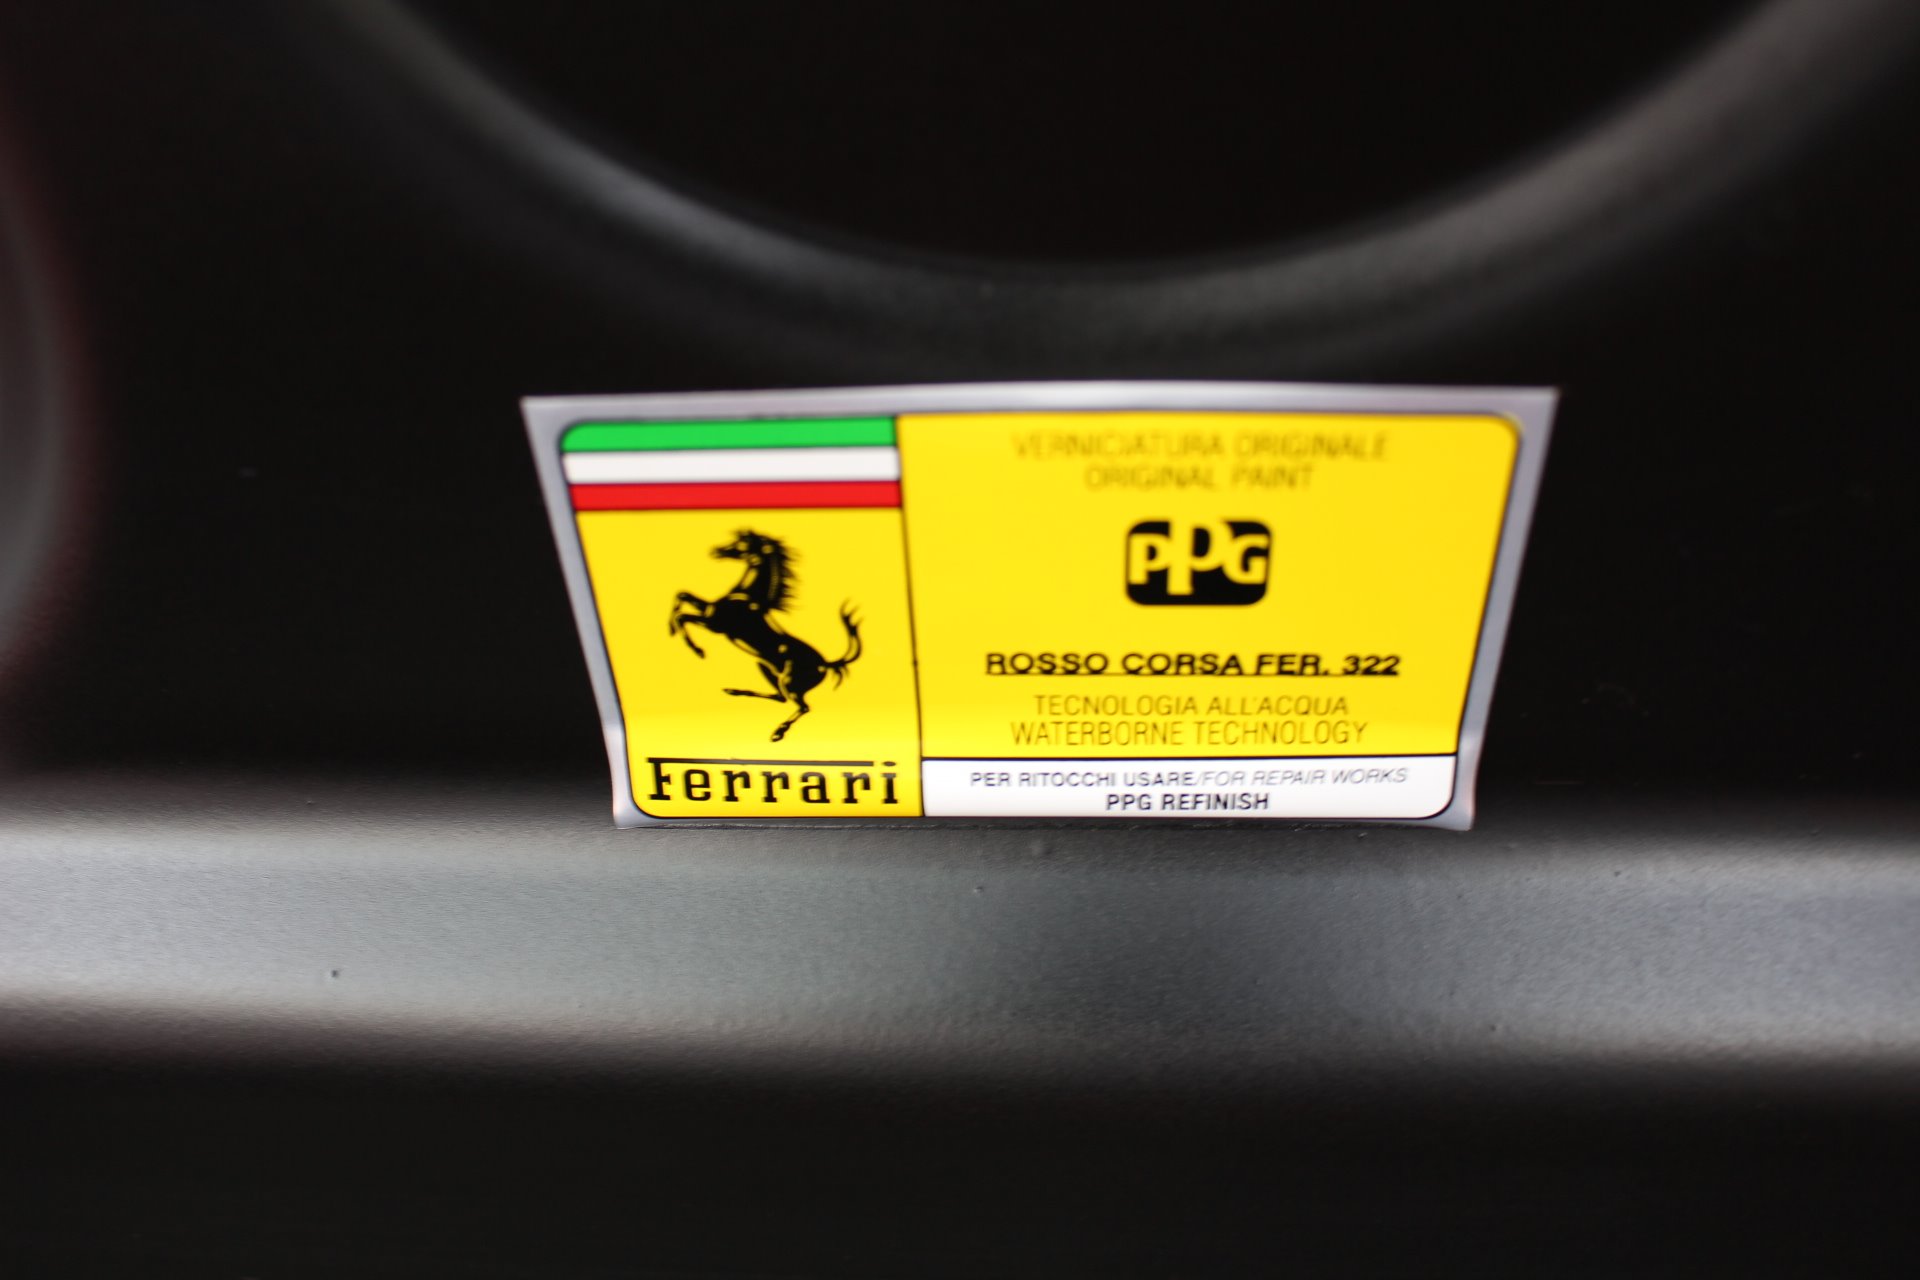 VERNICIATURA ORIGINALE
ORIGINAL PAINT
PPG
ROSSO CORSA FER. 322
TECNOLOGIA ALL'ACQUA
WATERBORNE TECHNOLOGY
Ferrari
PER RITOCCHI USARE/FOR REPAIR WORKS
PPG REFINISH